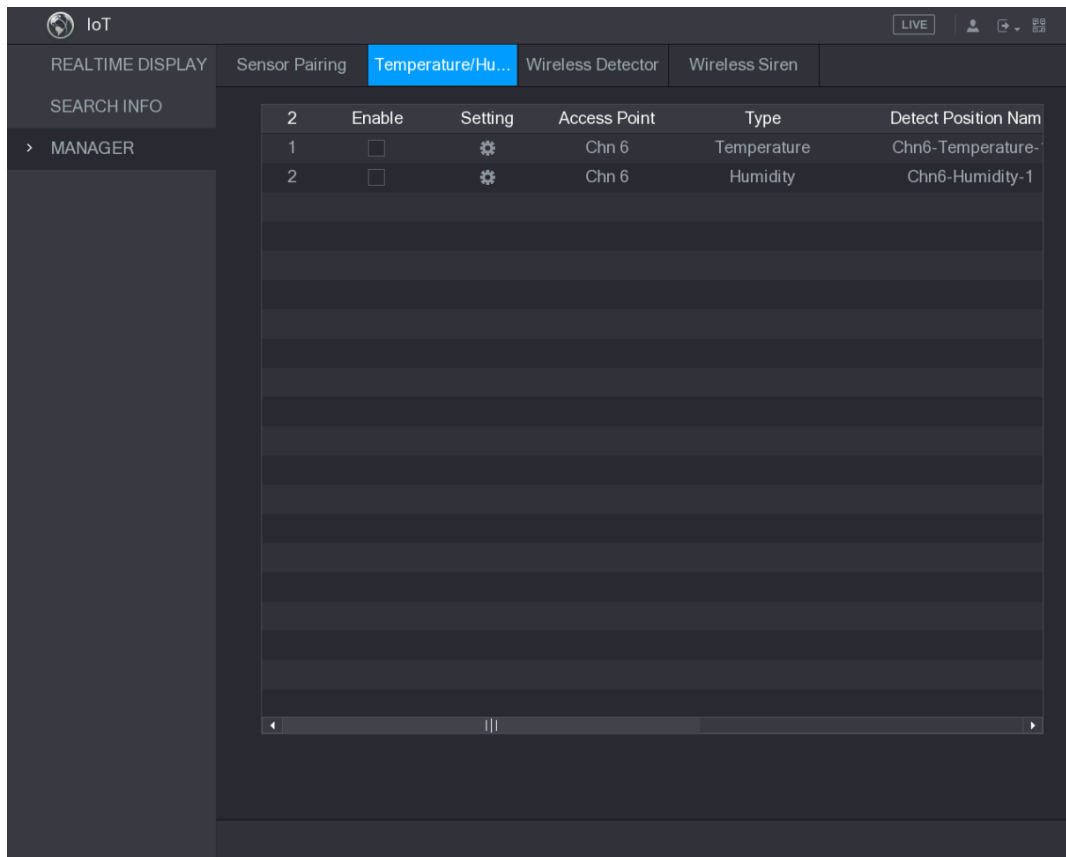 IoT
LIVE
REALTIME DISPLAY
SEARCH INFO
MANAGER
Sensor Pairing Temperature/Hu... Wireless Detector Wireless Siren
2 Enable Setting Access Point Type Detect Position Nam
1 Chn 6 Temperature Chn6-Temperature-
2 Chn 6 Humidity Chn6-Humidity-1